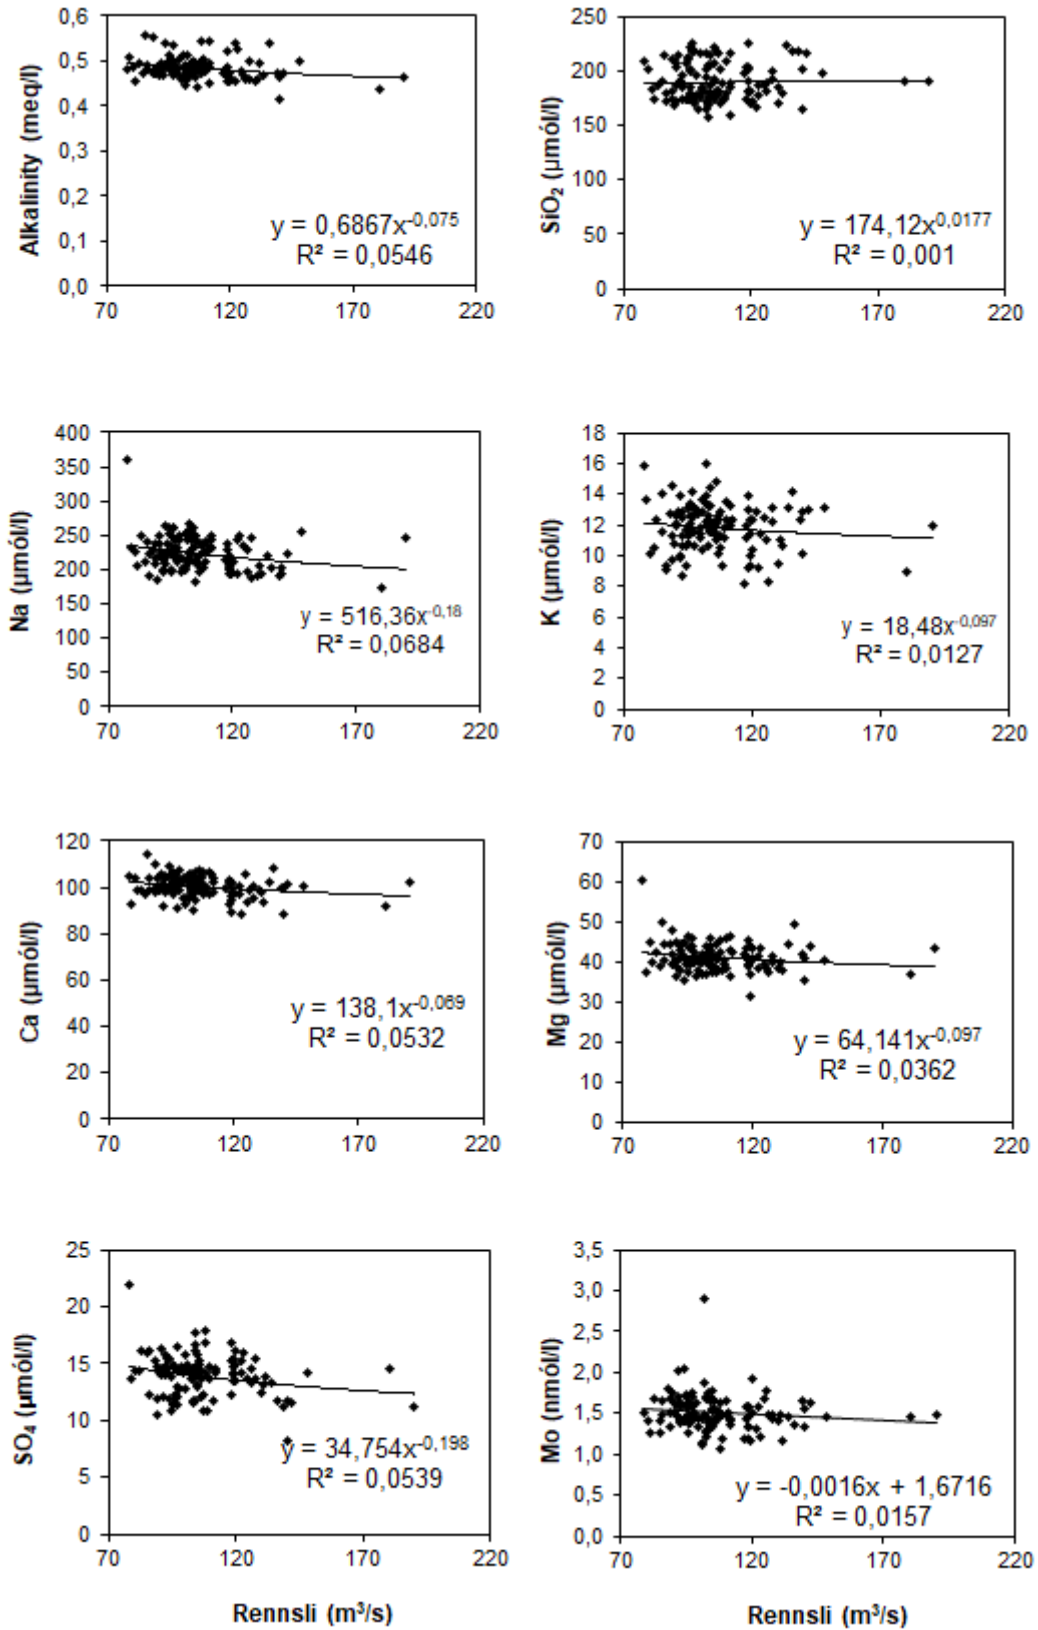 Alkalinity (meq/l)
0,6
0,5
0,4
0,3
0,2
0,1
0,0
y = 0,6867x^-0,075
R² = 0,0546
70 120 170 220
SiO₂ (µmól/l)
250
200
150
100
50
0
y = 174,12x^0,0177
R² = 0,001
70 120 170 220
Na (µmól/l)
400
350
300
250
200
150
100
50
0
y = 516,36x^-0,18
R² = 0,0684
70 120 170 220
K (µmól/l)
18
16
14
12
10
8
6
4
2
0
y = 18,48x^-0,097
R² = 0,0127
70 120 170 220
Ca (µmól/l)
120
100
80
60
40
20
0
y = 138,1x^-0,069
R² = 0,0532
70 120 170 220
Mg (µmól/l)
70
60
50
40
30
20
10
0
y = 64,141x^-0,097
R² = 0,0362
70 120 170 220
SO₄ (µmól/l)
25
20
15
10
5
0
y = 34,754x^-0,198
R² = 0,0539
70 120 170 220
Rennsli (m³/s)
Mo (nmól/l)
3,5
3,0
2,5
2,0
1,5
1,0
0,5
0,0
y = -0,0016x + 1,6716
R² = 0,0157
70 120 170 220
Rennsli (m³/s)